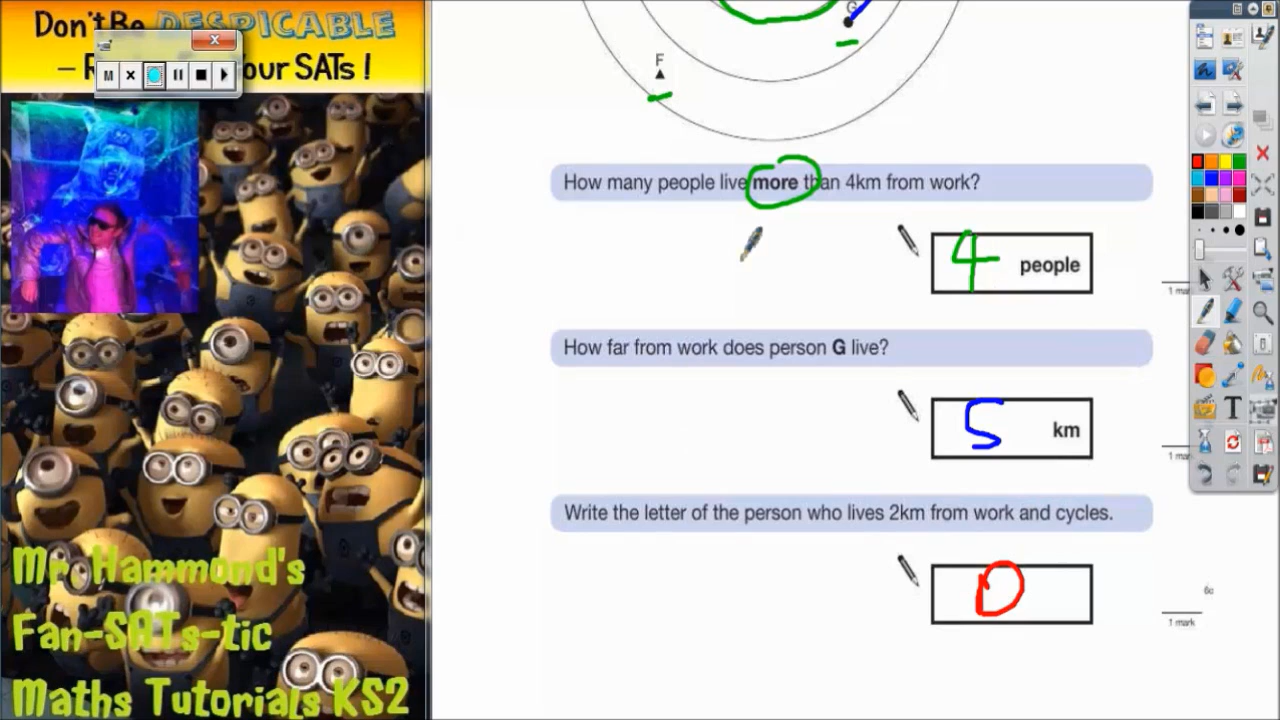 Don't Be DESPICABLE
– R our SATs !
M
G
F
How many people live more than 4km from work?
4 people
1 mark
How far from work does person G live?
5 km
1 mark
Write the letter of the person who lives 2km from work and cycles.
D
6c
1 mark
Mr. Hammond's
Fan-SATs-tic
Maths Tutorials KS2